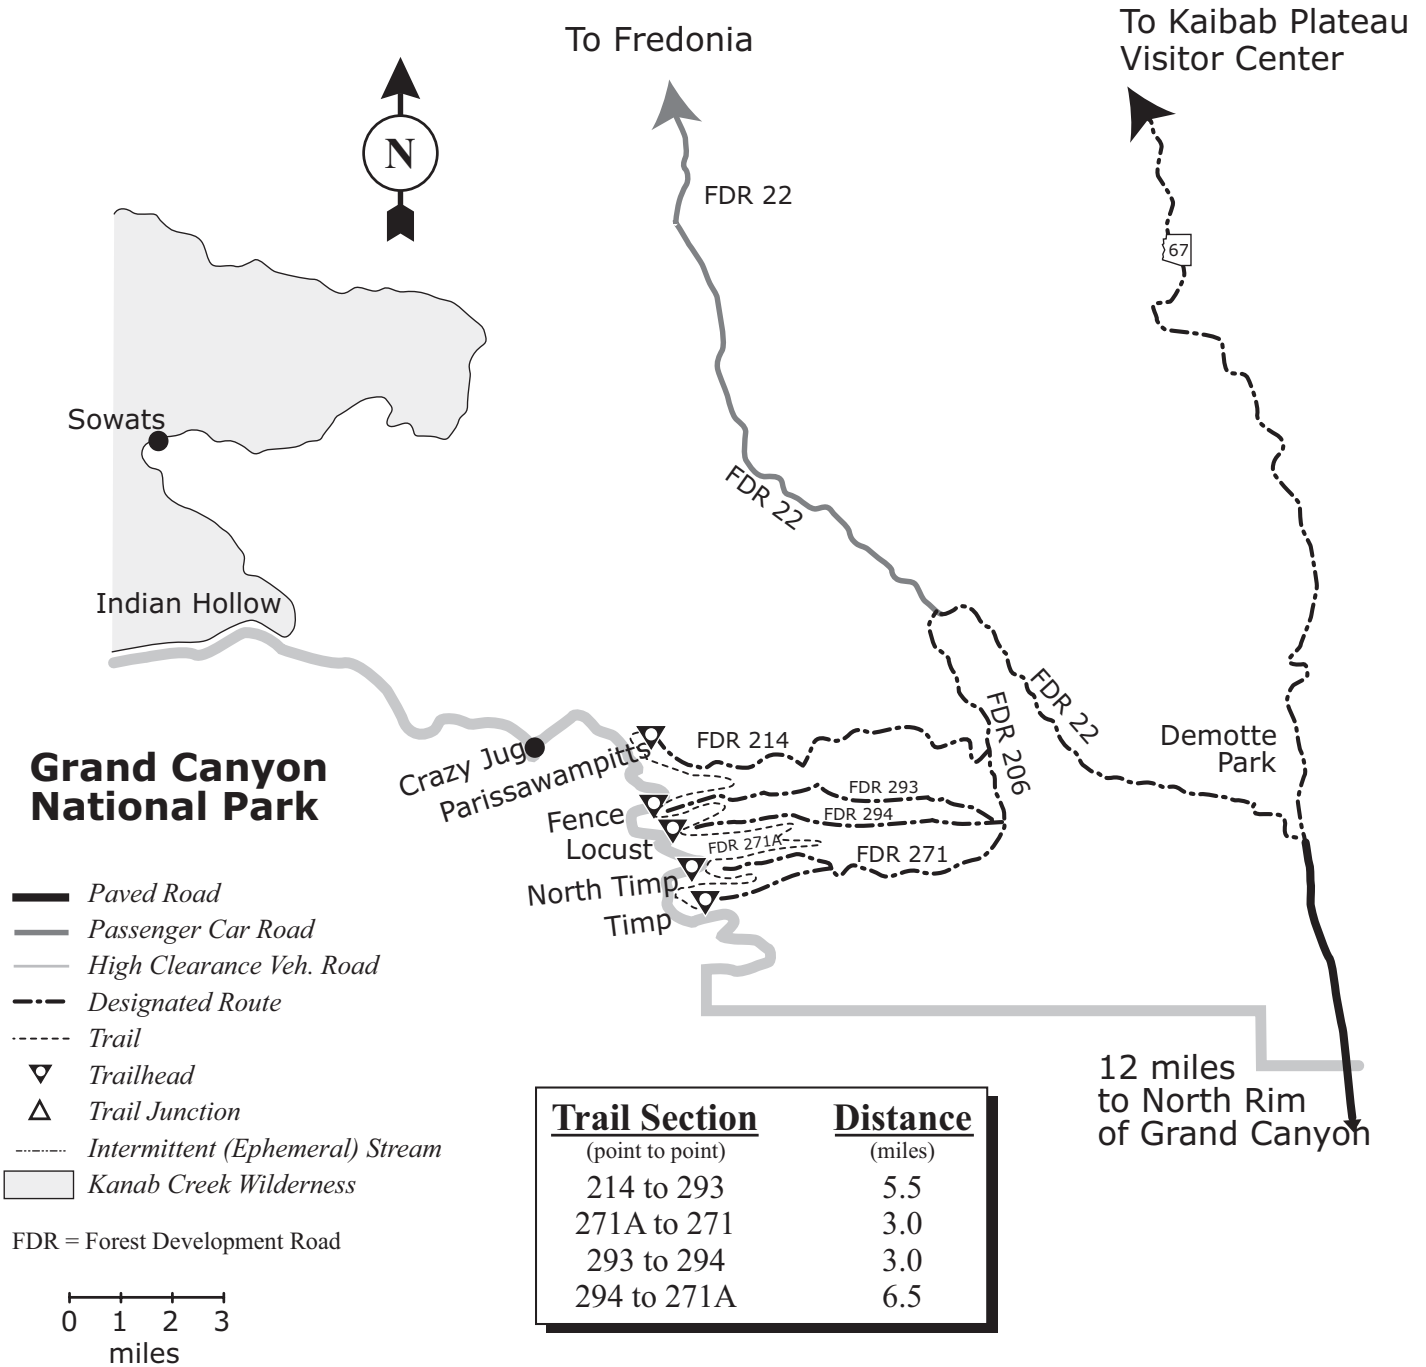 To Kaibab Plateau
Visitor Center
To Fredonia
N
FDR 22
67
Sowats
FDR 22
Indian Hollow
FDR 22
FDR 206
Demotte
Park
FDR 214
Crazy Jug
Parissawampitts
Grand Canyon
National Park
FDR 293
Fence
FDR 294
Locust
FDR 271A
FDR 271
North Timp
Timp
Paved Road
Passenger Car Road
High Clearance Veh. Road
Designated Route
Trail
Trailhead
Trail Junction
Intermittent (Ephemeral) Stream
Kanab Creek Wilderness
FDR = Forest Development Road
0 1 2 3
miles
12 miles
to North Rim
of Grand Canyon
Trail Section Distance
(point to point) (miles)
214 to 293 5.5
271A to 271 3.0
293 to 294 3.0
294 to 271A 6.5